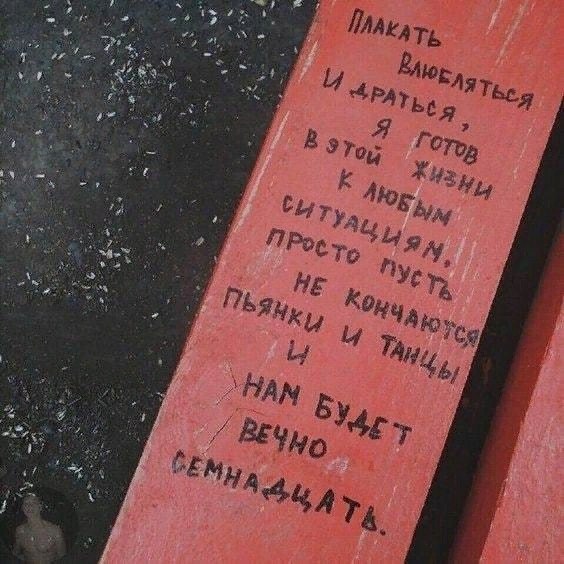 ПЛАКАТЬ
ВЛЮБЛЯТЬСЯ
И ДРАТЬСЯ,
Я ГОТОВ
В ЭТОЙ ЖИЗНИ
К ЛЮБЫМ
СИТУАЦИЯМ,
ПРОСТО ПУСТЬ
НЕ КОНЧАЮТСЯ
ПЬЯНКИ И ТАНЦЫ
И
НАМ БУДЕТ
ВЕЧНО
СЕМНАДЦАТЬ.